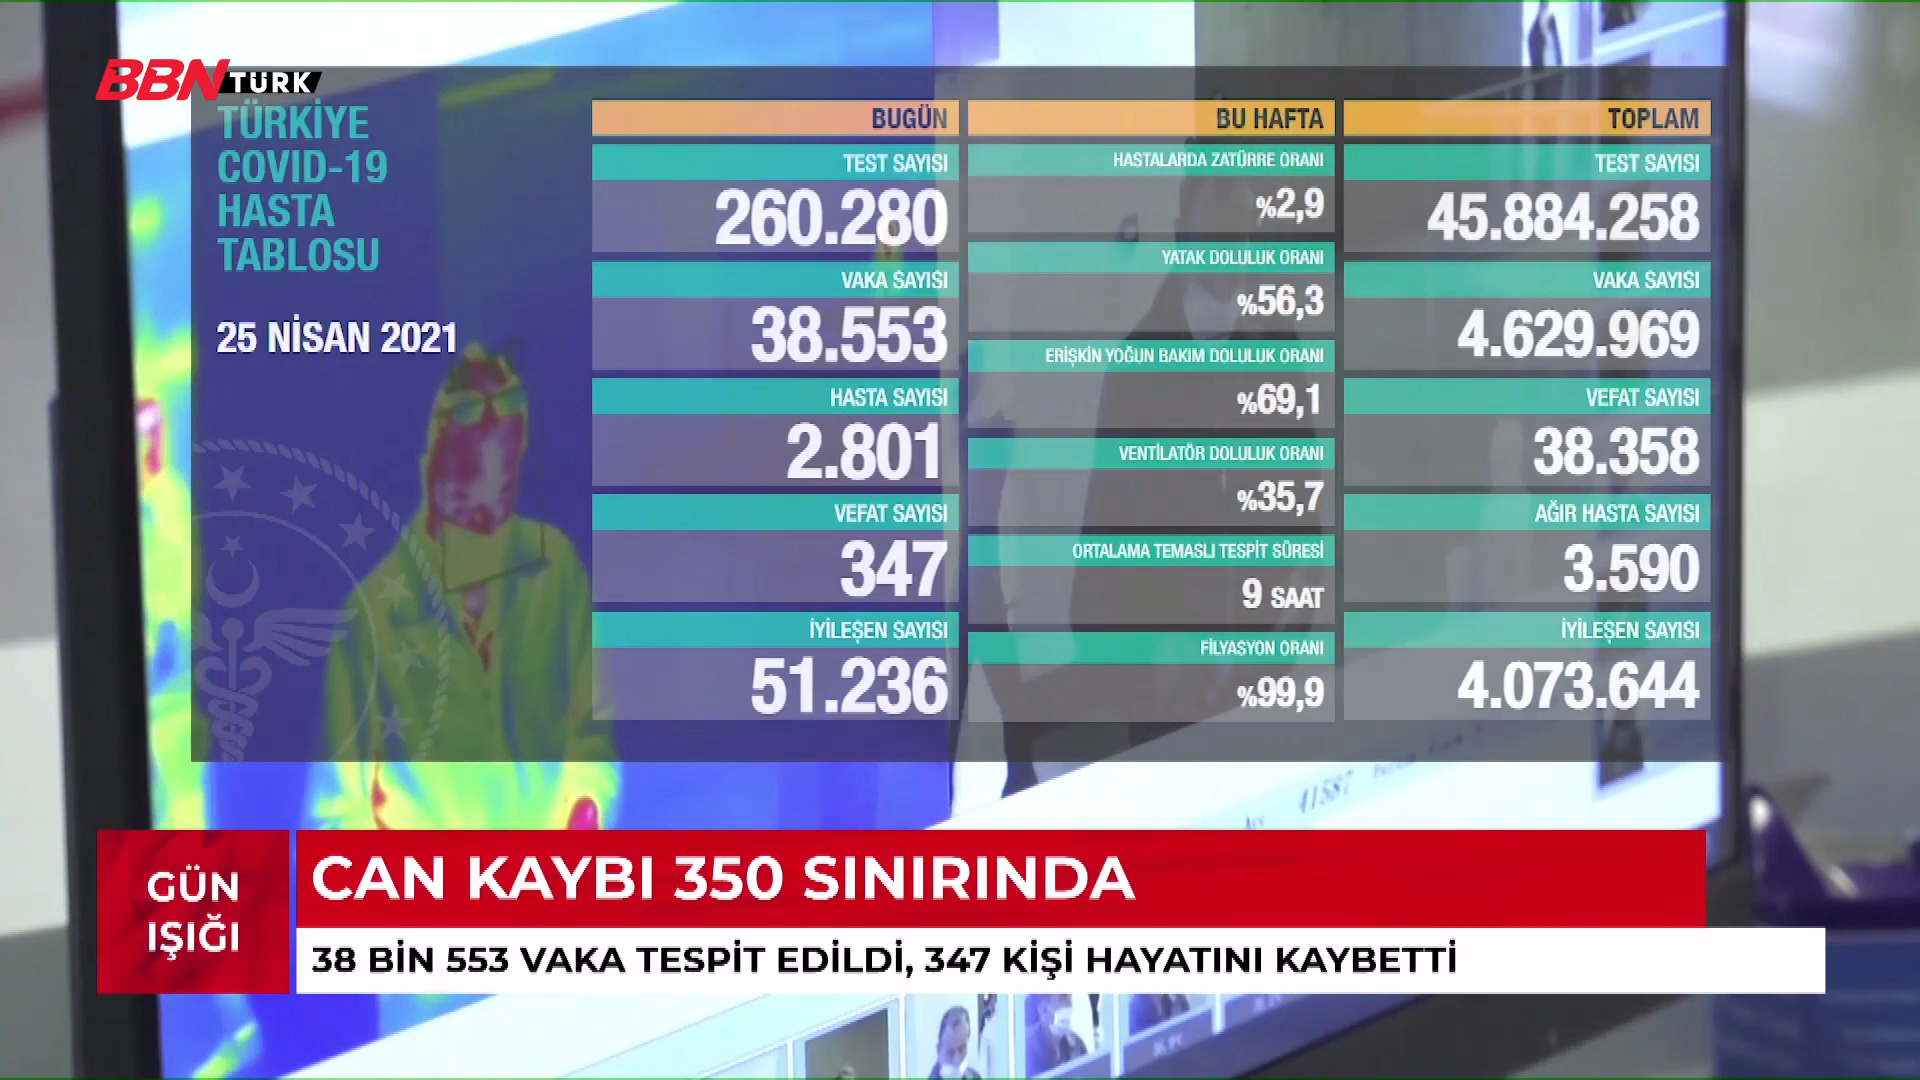 BBN TÜRK
TÜRKİYE
COVID-19
HASTA
TABLOSU
25 NİSAN 2021
BUGÜN
TEST SAYISI
260.280
VAKA SAYISI
38.553
HASTA SAYISI
2.801
VEFAT SAYISI
347
İYİLEŞEN SAYISI
51.236
BU HAFTA
HASTALARDA ZATÜRRE ORANI
%2,9
YATAK DOLULUK ORANI
%56,3
ERİŞKİN YOĞUN BAKIM DOLULUK ORANI
%69,1
VENTİLATÖR DOLULUK ORANI
%35,7
ORTALAMA TEMASLI TESPİT SÜRESİ
9 SAAT
FİLYASYON ORANI
%99,9
TOPLAM
TEST SAYISI
45.884.258
VAKA SAYISI
4.629.969
VEFAT SAYISI
38.358
AĞIR HASTA SAYISI
3.590
İYİLEŞEN SAYISI
4.073.644
41587
GÜN
IŞIĞI
CAN KAYBI 350 SINIRINDA
38 BİN 553 VAKA TESPİT EDİLDİ, 347 KİŞİ HAYATINI KAYBETTİ